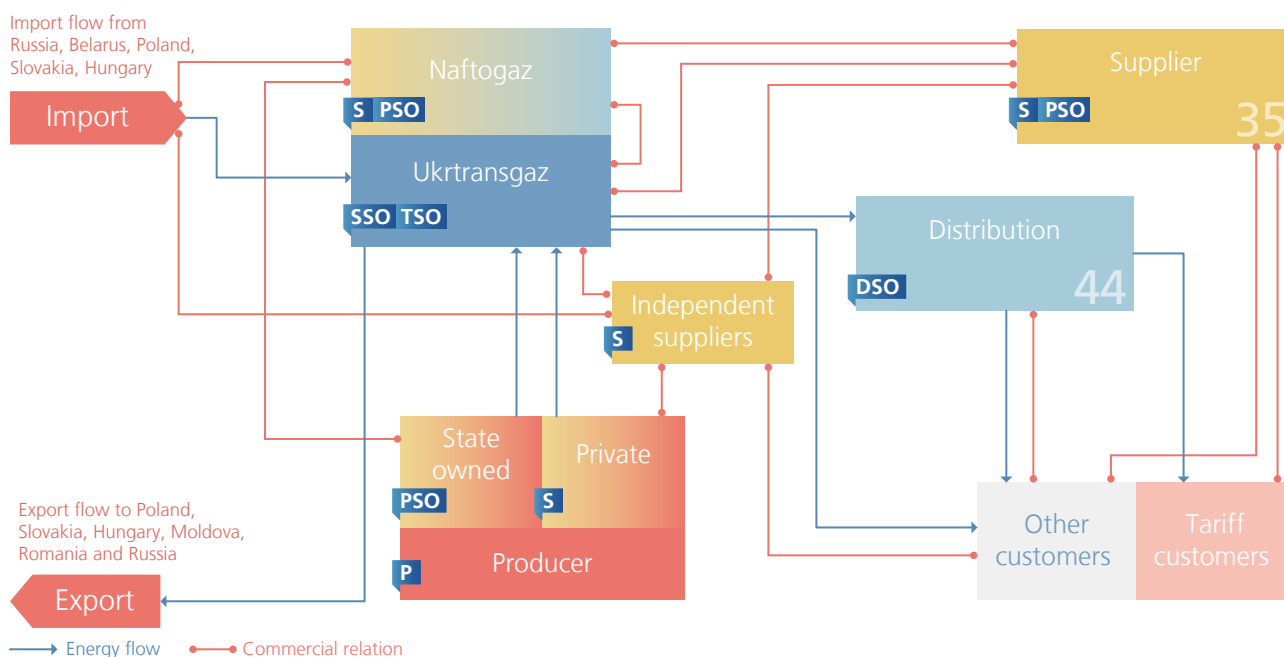 Import flow from
Russia, Belarus, Poland,
Slovakia, Hungary
Import
Naftogaz
S PSO
Ukrtransgaz
SSO TSO
Supplier
S PSO
35
Distribution
DSO
44
Independent
suppliers
S
State
owned
PSO
Private
S
Producer
P
Other
customers
Tariff
customers
Export flow to Poland,
Slovakia, Hungary, Moldova,
Romania and Russia
Export
Energy flow
Commercial relation